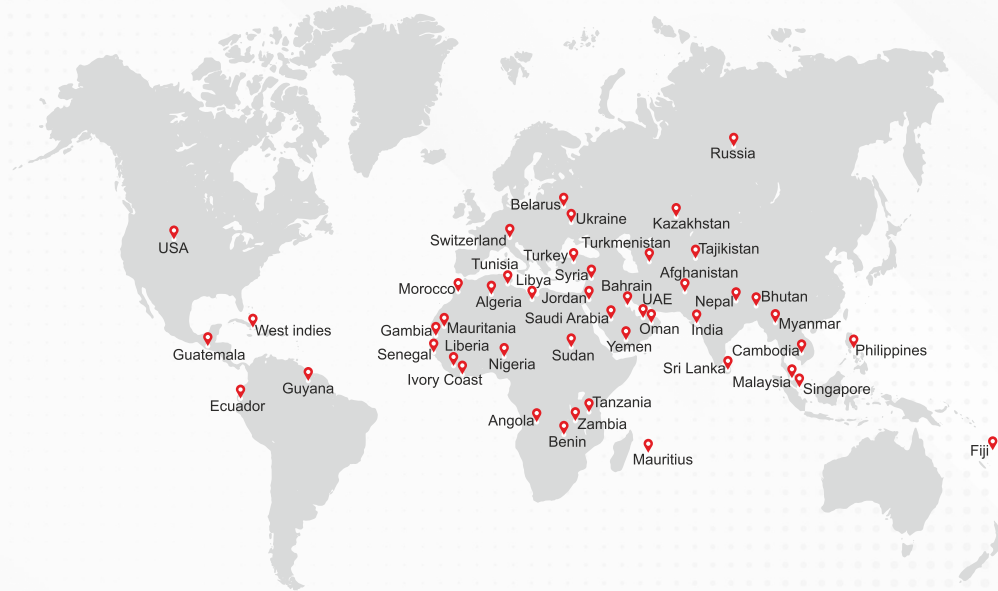 Russia
Belarus
Ukraine
Kazakhstan
USA
Switzerland
Turkmenistan
Tajikistan
Turkey
Tunisia
Syria
Afghanistan
Libya
Morocco
Bahrain
Algeria
Jordan
UAE
Nepal
Bhutan
Saudi Arabia
Gambia
Mauritania
Oman
India
Myanmar
West indies
Guatemala
Senegal
Liberia
Sudan
Yemen
Cambodia
Philippines
Nigeria
Sri Lanka
Ivory Coast
Malaysia
Singapore
Guyana
Ecuador
Tanzania
Angola
Zambia
Benin
Mauritius
Fiji